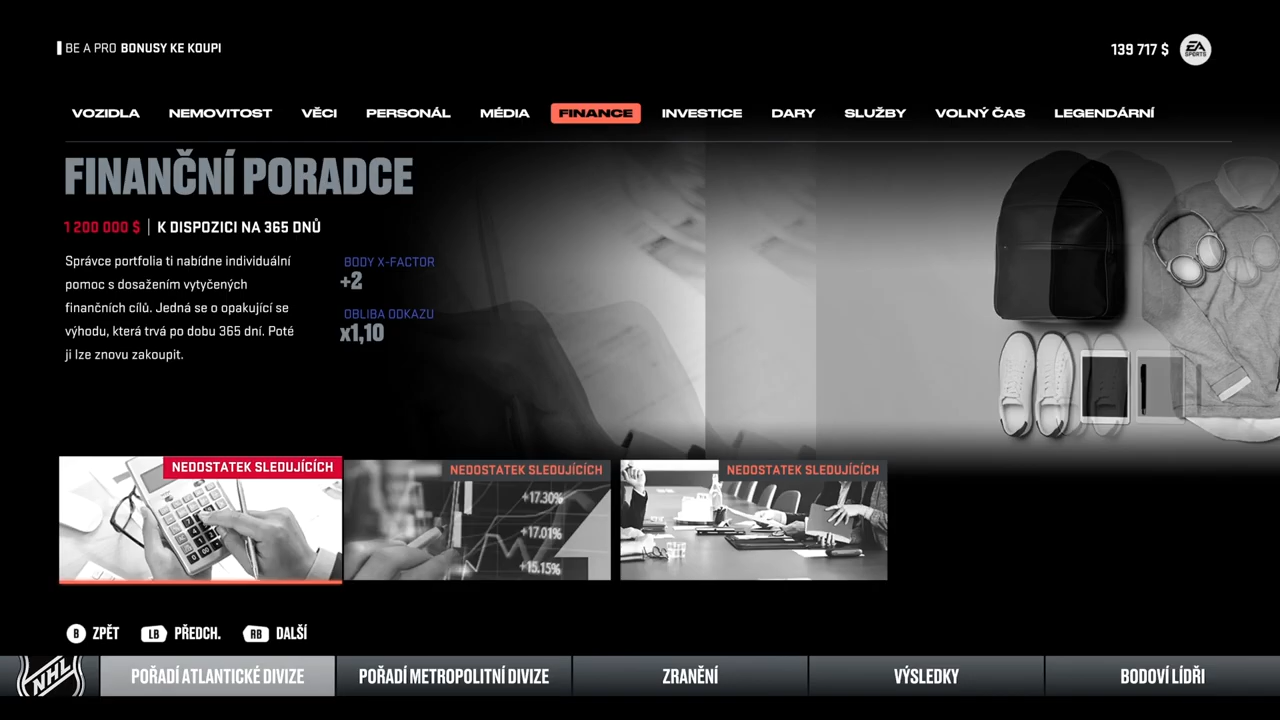 BE A PRO BONUSY KE KOUPI
139 717 $
EA SPORTS
VOZIDLA NEMOVITOST VĚCI PERSONÁL MÉDIA FINANCE INVESTICE DARY SLUŽBY VOLNÝ ČAS LEGENDÁRNÍ
FINANČNÍ PORADCE
1 200 000 $ | K DISPOZICI NA 365 DNŮ
Správce portfolia ti nabídne individuální
pomoc s dosažením vytyčených
finančních cílů. Jedná se o opakující se
výhodu, která trvá po dobu 365 dní. Poté
ji lze znovu zakoupit.
BODY X-FACTOR
+2
OBLIBA ODKAZU
x1,10
NEDOSTATEK SLEDUJÍCÍCH
NEDOSTATEK SLEDUJÍCÍCH
+17.30%
+17.01%
+15.15%
NEDOSTATEK SLEDUJÍCÍCH
B ZPĚT LB PŘEDCH. RB DALŠÍ
NHL
POŘADÍ ATLANTICKÉ DIVIZE POŘADÍ METROPOLITNÍ DIVIZE ZRANĚNÍ VÝSLEDKY BODOVÍ LÍDŘI